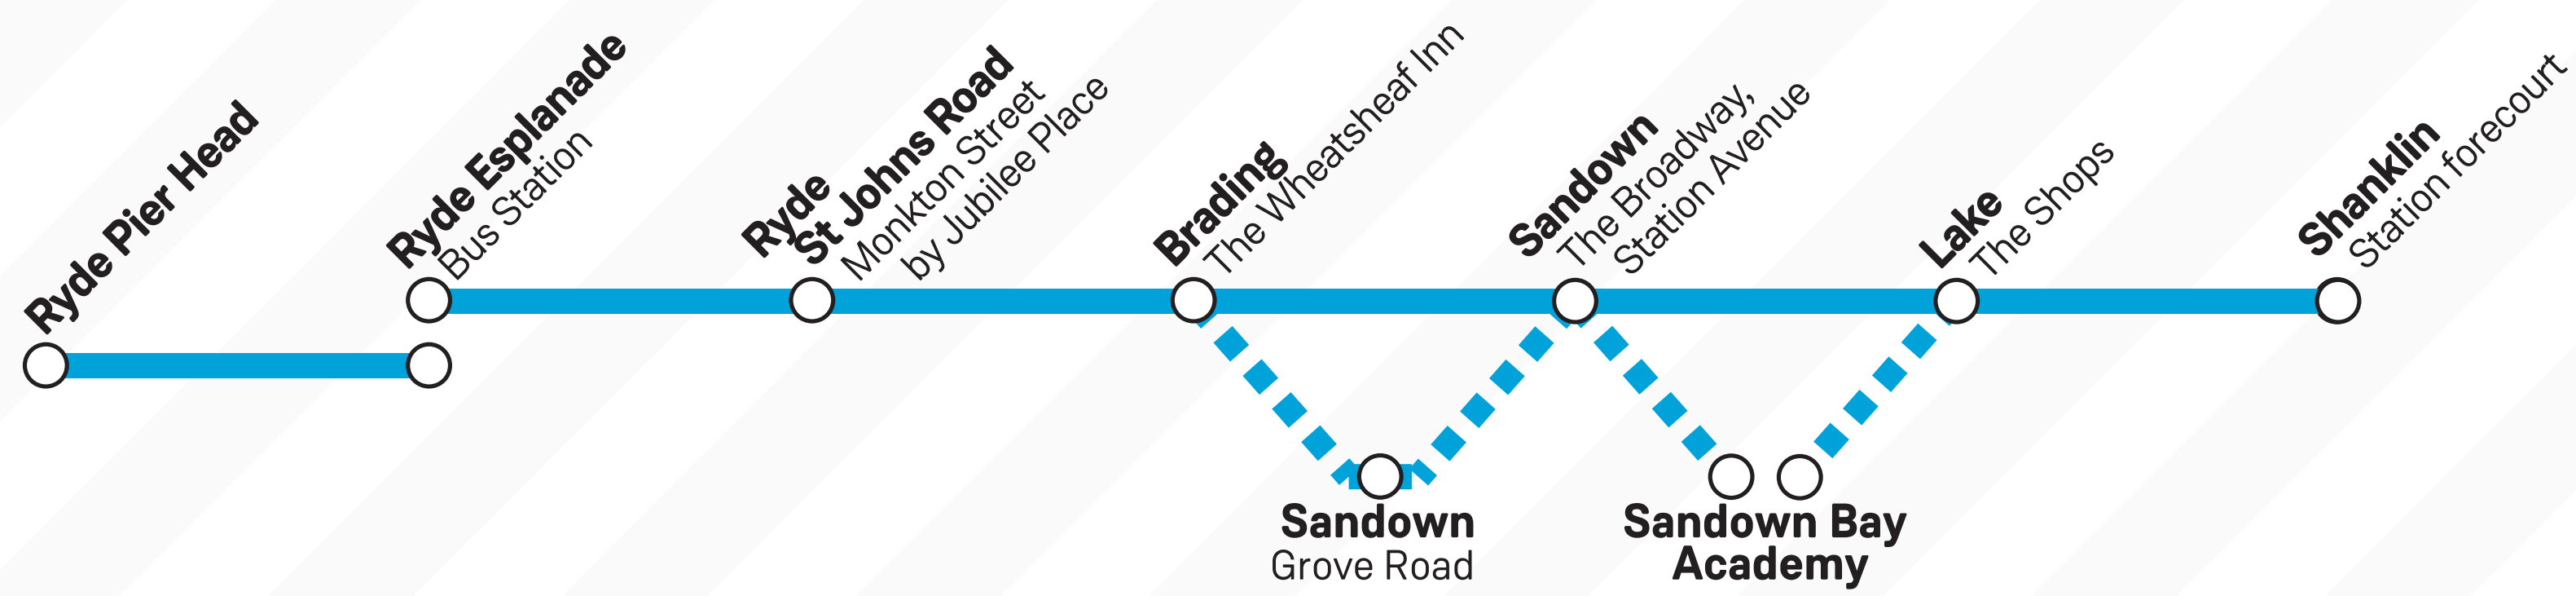 Ryde Pier Head
Ryde Esplanade
Bus Station
Ryde
St Johns Road
Monkton Street
by Jubilee Place
Brading
The Wheatsheaf Inn
Sandown
The Broadway,
Station Avenue
Lake
The Shops
Shanklin
Station forecourt
Sandown
Grove Road
Sandown Bay
Academy